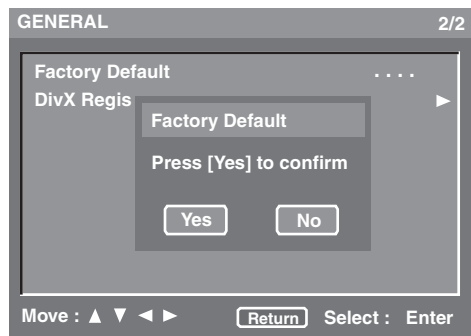 GENERAL 2/2
Factory Default ....
DivX Regis ►
Factory Default
Press [Yes] to confirm
Yes No
Move : ▲ ▼ ◄ ► Return Select : Enter